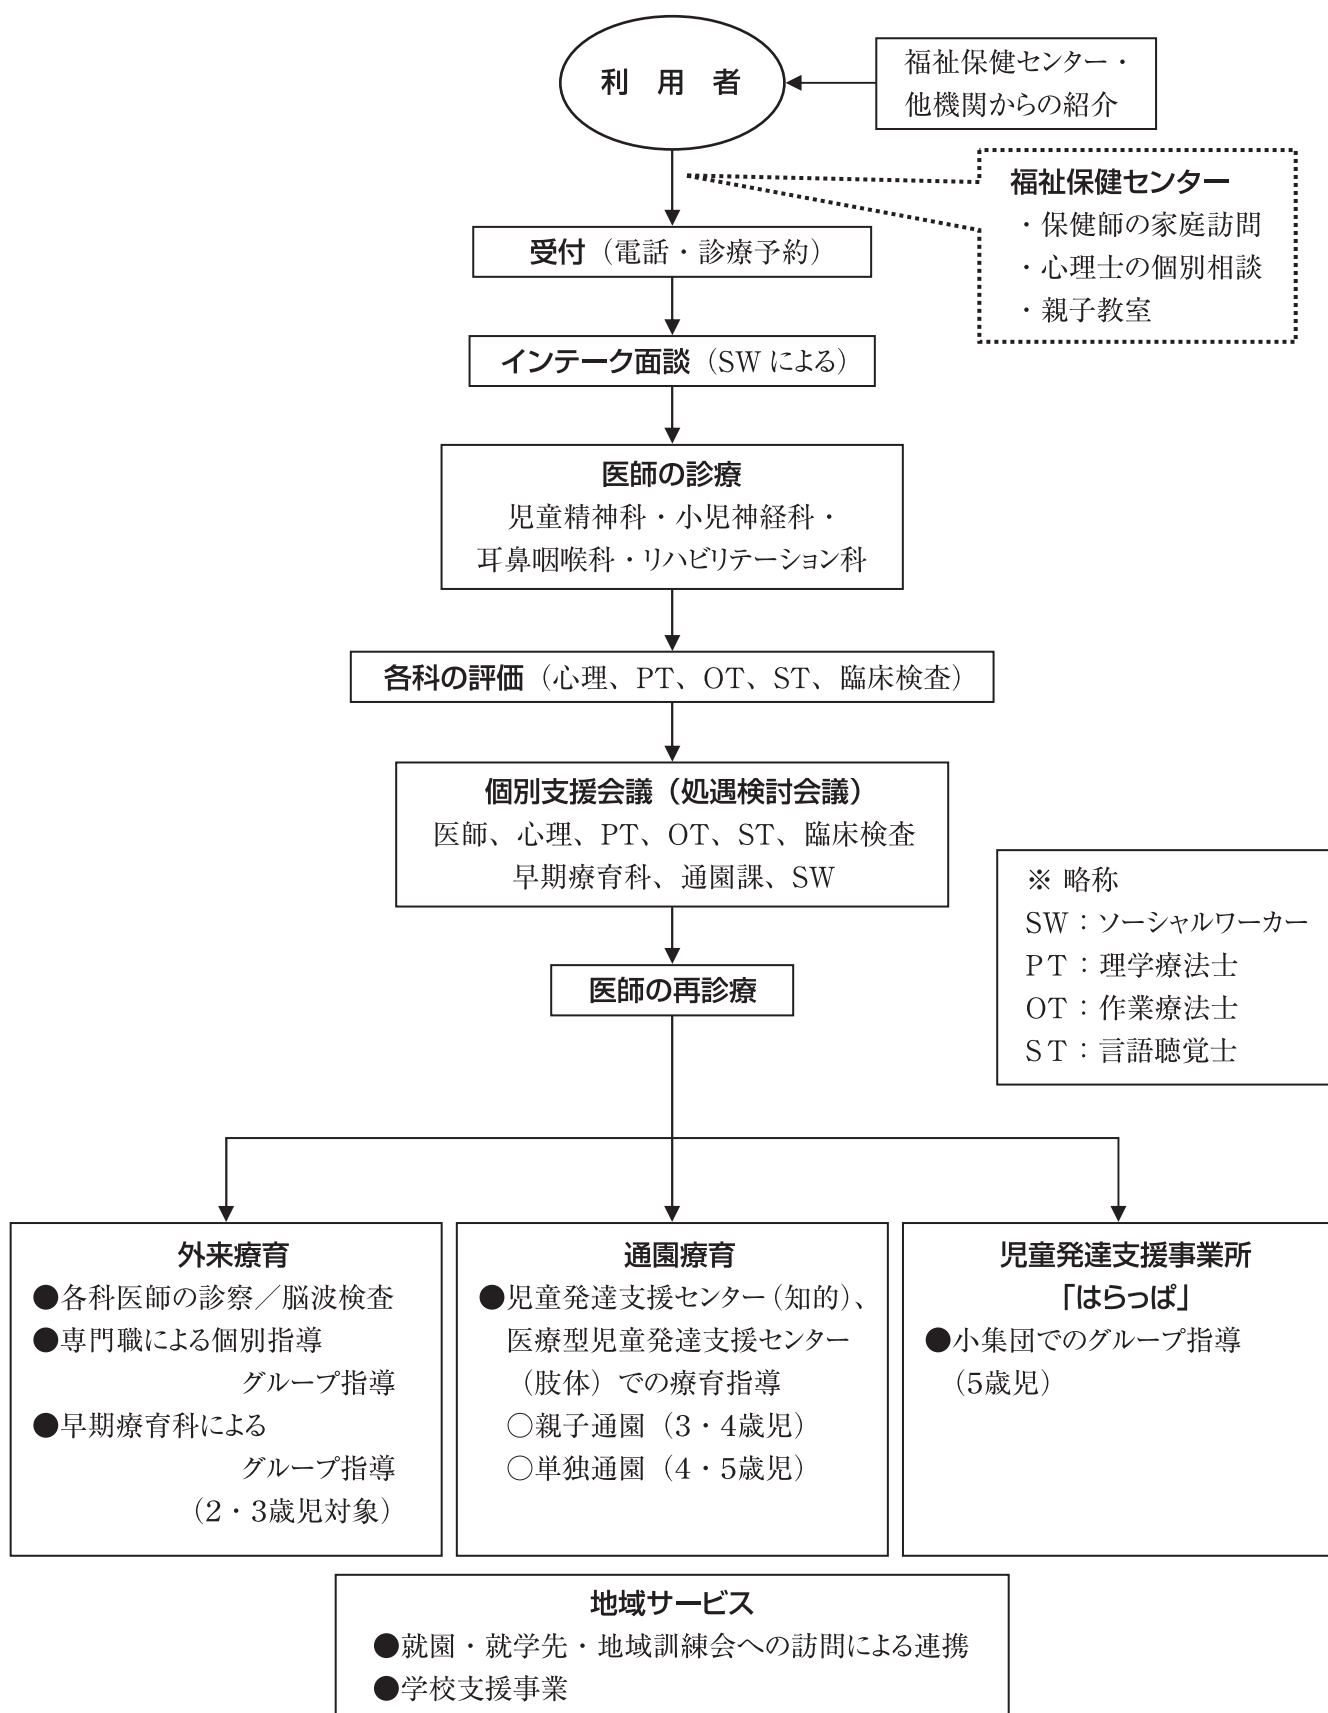 利　用　者
福祉保健センター・
他機関からの紹介
福祉保健センター
・保健師の家庭訪問
・心理士の個別相談
・親子教室
受付（電話・診療予約）
インテーク面談（SW による）
医師の診療
児童精神科・小児神経科・
耳鼻咽喉科・リハビリテーション科
各科の評価（心理、PT、OT、ST、臨床検査）
個別支援会議（処遇検討会議）
医師、心理、PT、OT、ST、臨床検査
早期療育科、通園課、SW
※ 略称
SW：ソーシャルワーカー
PT：理学療法士
OT：作業療法士
ST：言語聴覚士
医師の再診療
外来療育
●各科医師の診察／脳波検査
●専門職による個別指導
グループ指導
●早期療育科による
グループ指導
（2・3歳児対象）
通園療育
●児童発達支援センター（知的）、
医療型児童発達支援センター
（肢体）での療育指導
○親子通園（3・4歳児）
○単独通園（4・5歳児）
児童発達支援事業所
「はらっぱ」
●小集団でのグループ指導
（5歳児）
地域サービス
●就園・就学先・地域訓練会への訪問による連携
●学校支援事業